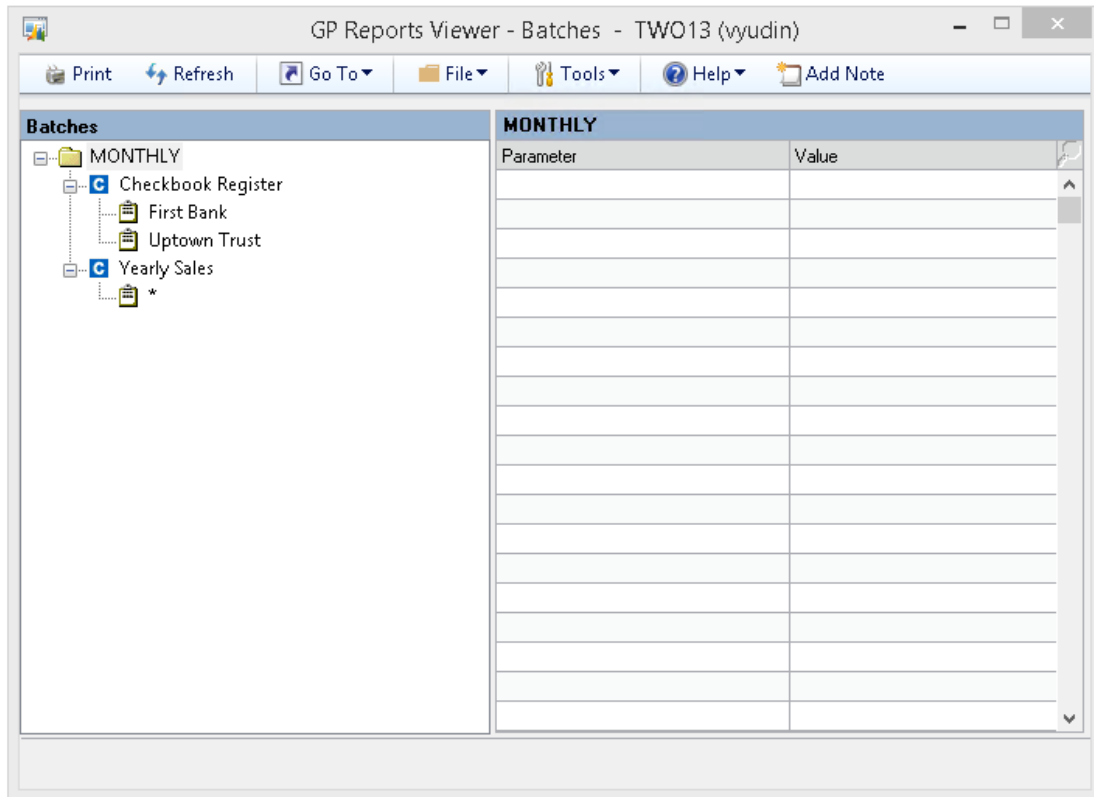 GP Reports Viewer - Batches - TWO13 (vyudin)
Print Refresh Go To File Tools Help Add Note
Batches
MONTHLY
C Checkbook Register
First Bank
Uptown Trust
C Yearly Sales
*
MONTHLY
Parameter Value